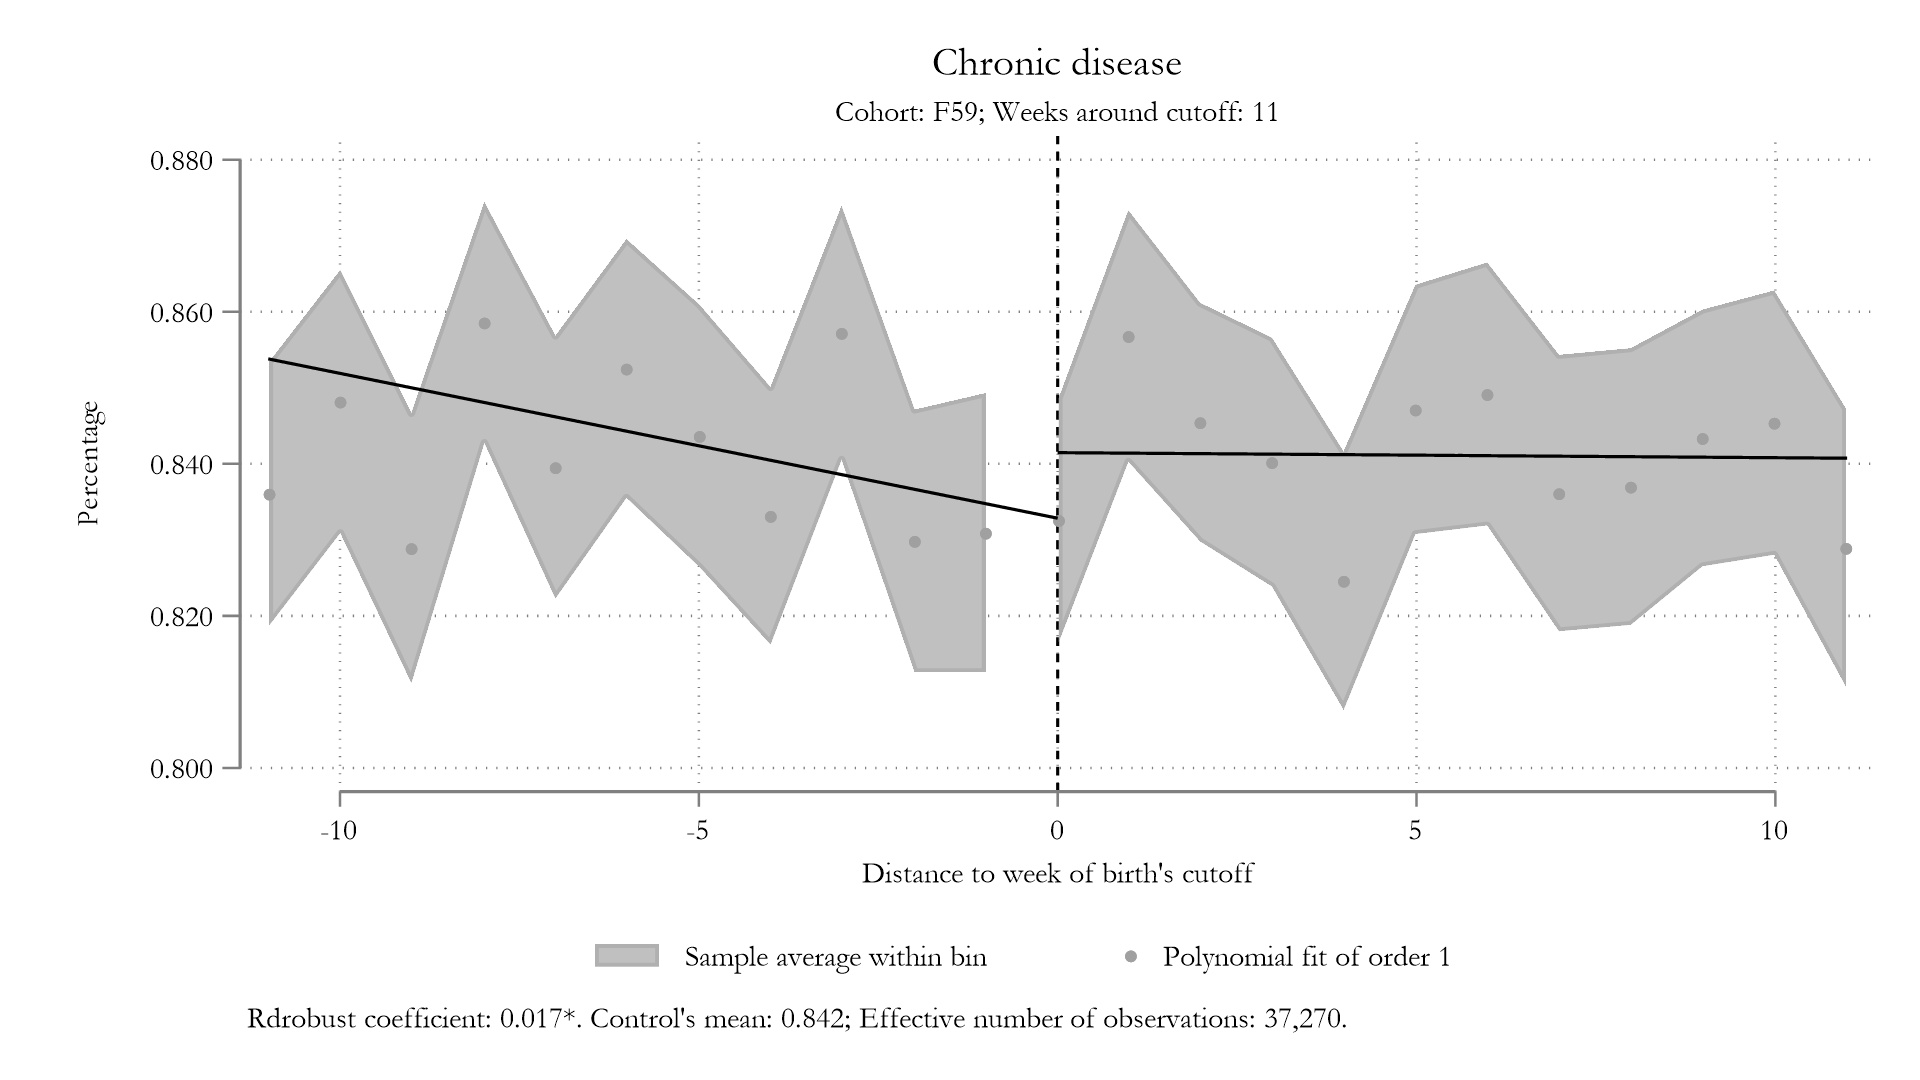 Chronic disease
Cohort: F59; Weeks around cutoff: 11
0.880
0.860
0.840
0.820
0.800
Percentage
-10
-5
0
5
10
Distance to week of birth's cutoff
Sample average within bin
Polynomial fit of order 1
Rdrobust coefficient: 0.017*. Control's mean: 0.842; Effective number of observations: 37,270.